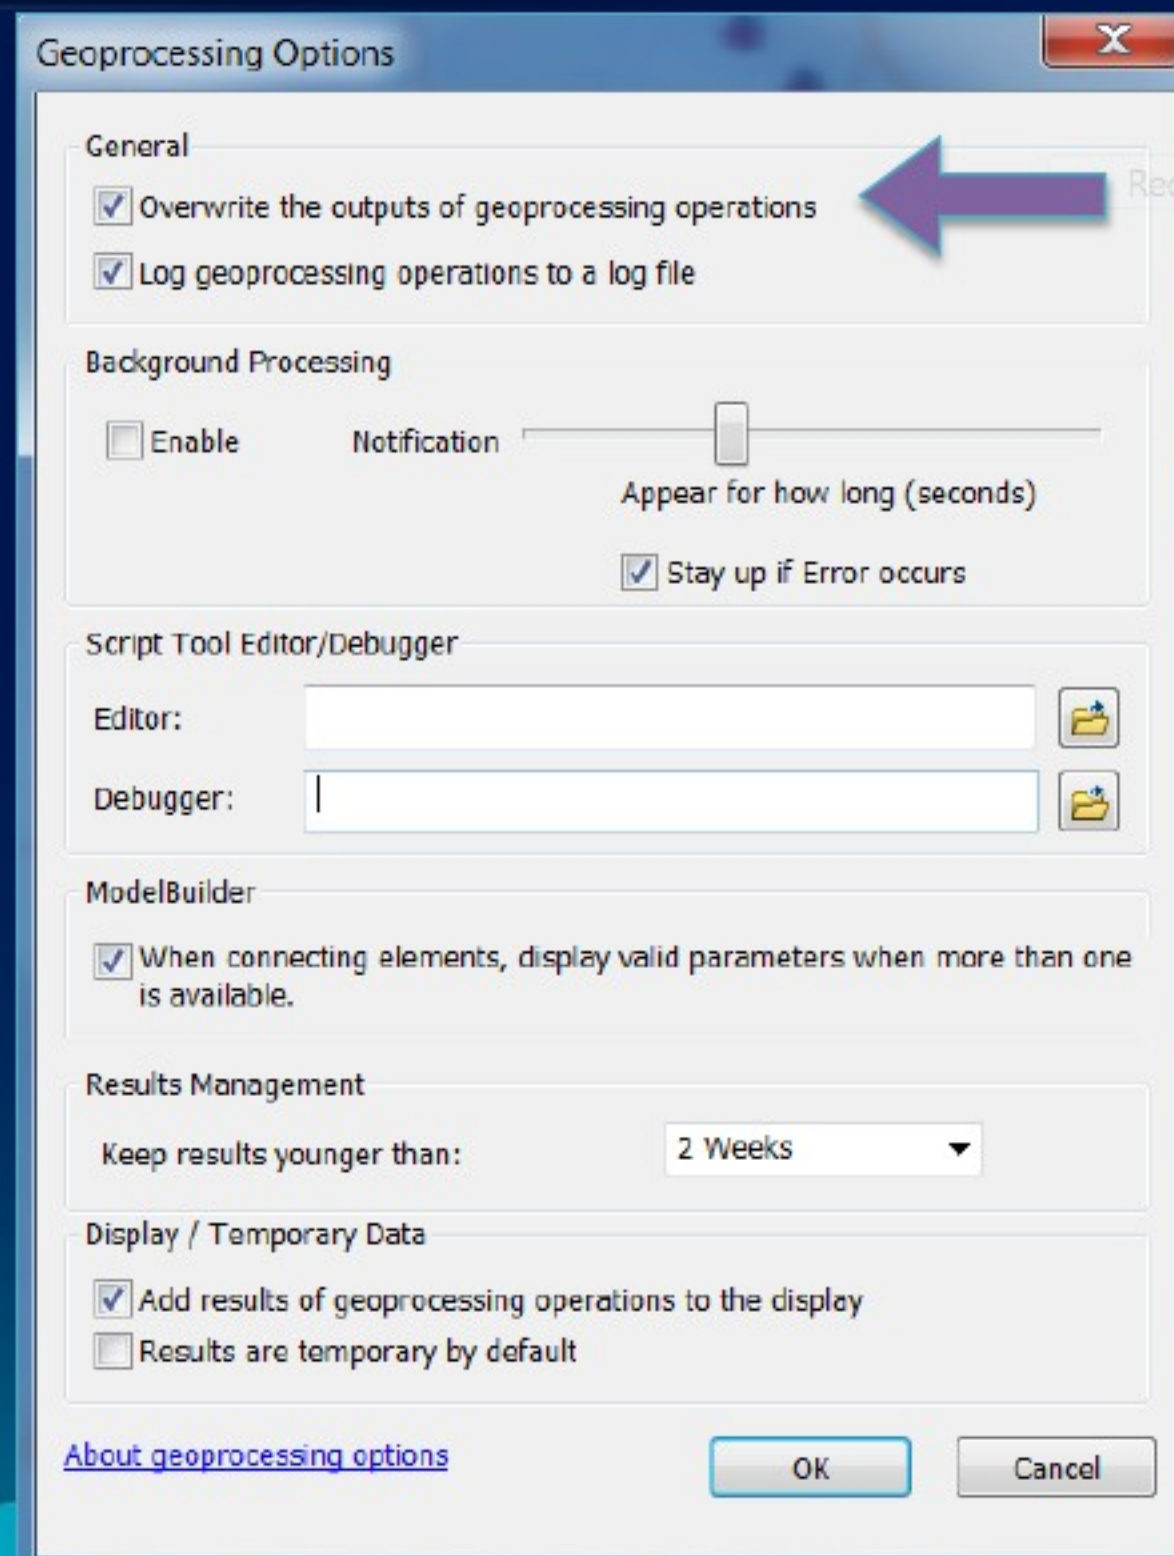 Geoprocessing Options
General
Overwrite the outputs of geoprocessing operations
Log geoprocessing operations to a log file
Background Processing
Enable
Notification
Appear for how long (seconds)
Stay up if Error occurs
Script Tool Editor/Debugger
Editor:
Debugger:
ModelBuilder
When connecting elements, display valid parameters when more than one
is available.
Results Management
Keep results younger than:
2 Weeks
Display / Temporary Data
Add results of geoprocessing operations to the display
Results are temporary by default
About geoprocessing options
OK
Cancel